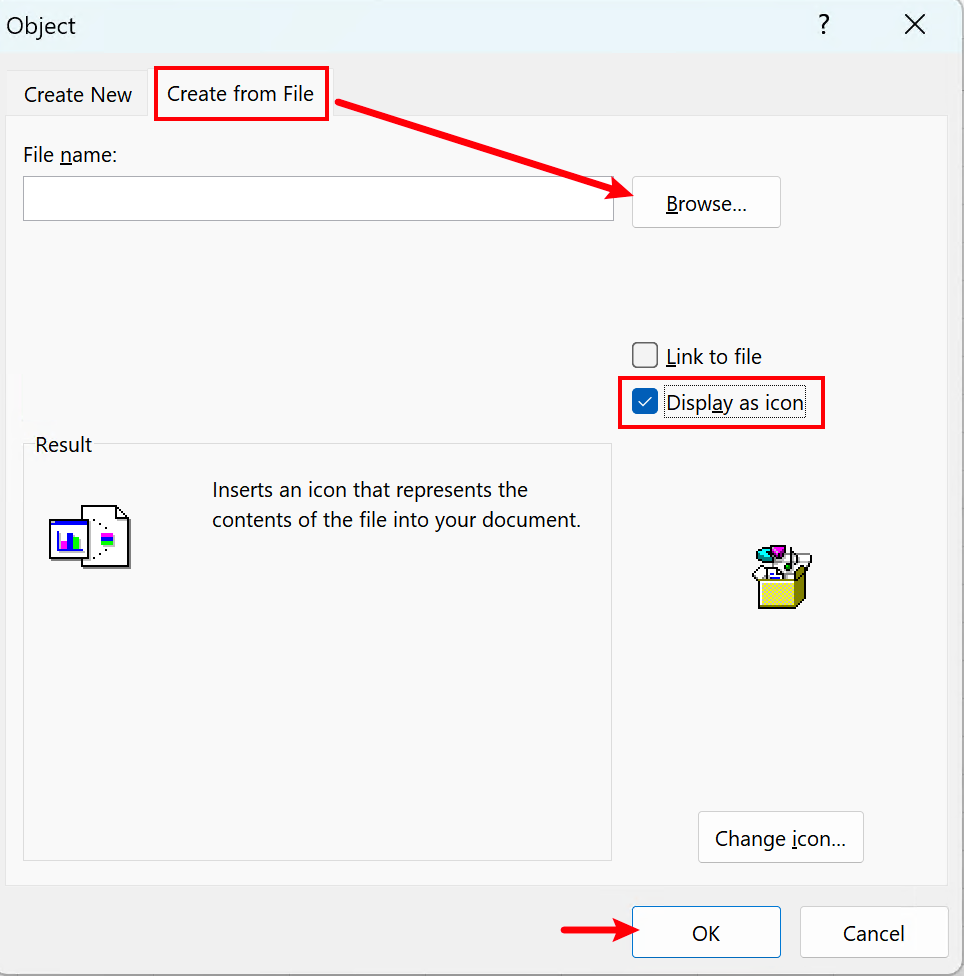 Object
?
Create New
Create from File
File name:
Browse...
Link to file
Display as icon
Result
Inserts an icon that represents the
contents of the file into your document.
Change icon...
OK
Cancel